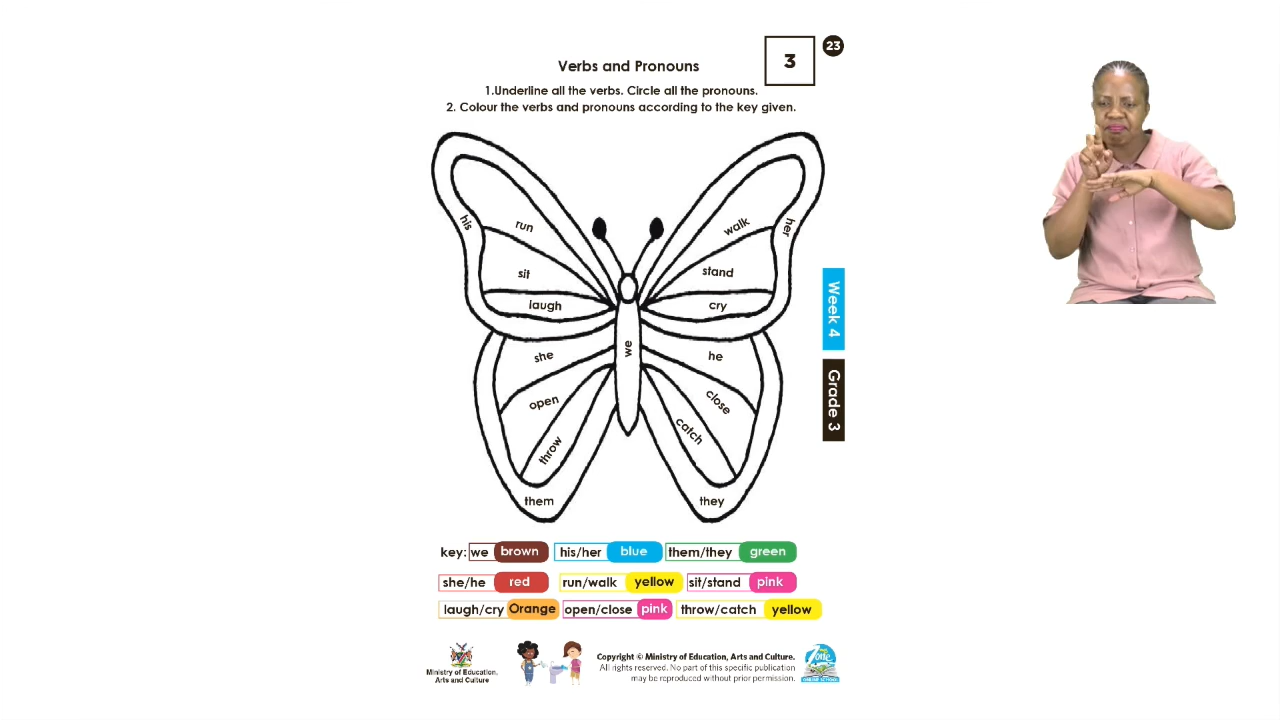 3
23
Verbs and Pronouns
1.Underline all the verbs. Circle all the pronouns.
2. Colour the verbs and pronouns according to the key given.
his
run
walk
her
sit
stand
laugh
cry
she
we
he
open
close
throw
catch
them
they
Week 4
Grade 3
key: we brown his/her blue them/they green
she/he red run/walk yellow sit/stand pink
laugh/cry Orange open/close pink throw/catch yellow
Ministry of Education,
Arts and Culture
Copyright © Ministry of Education, Arts and Culture.
All rights reserved. No part of this specific publication
may be reproduced without prior permission.